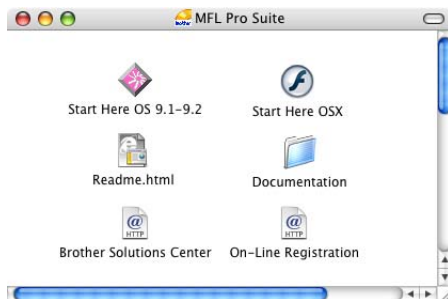 MFL Pro Suite
Start Here OS 9.1-9.2
Start Here OSX
Readme.html
Documentation
@
HTTP
@
HTTP
Brother Solutions Center
On-Line Registration